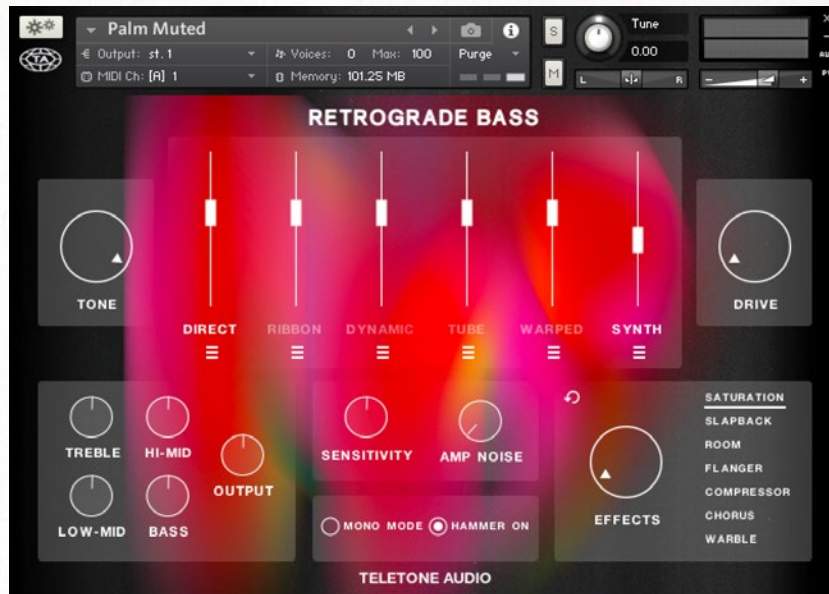 Palm Muted
Output: st.1
Voices: 0 Max: 100
Purge
MIDI Ch: [A] 1
Memory: 101.25 MB
S
M
Tune
0.00
L R
- +
TA
RETROGRADE BASS
TONE
DIRECT RIBBON DYNAMIC TUBE WARPED SYNTH
DRIVE
TREBLE HI-MID
OUTPUT
LOW-MID BASS
SENSITIVITY AMP NOISE
MONO MODE HAMMER ON
EFFECTS
SATURATION
SLAPBACK
ROOM
FLANGER
COMPRESSOR
CHORUS
WARBLE
TELETONE AUDIO